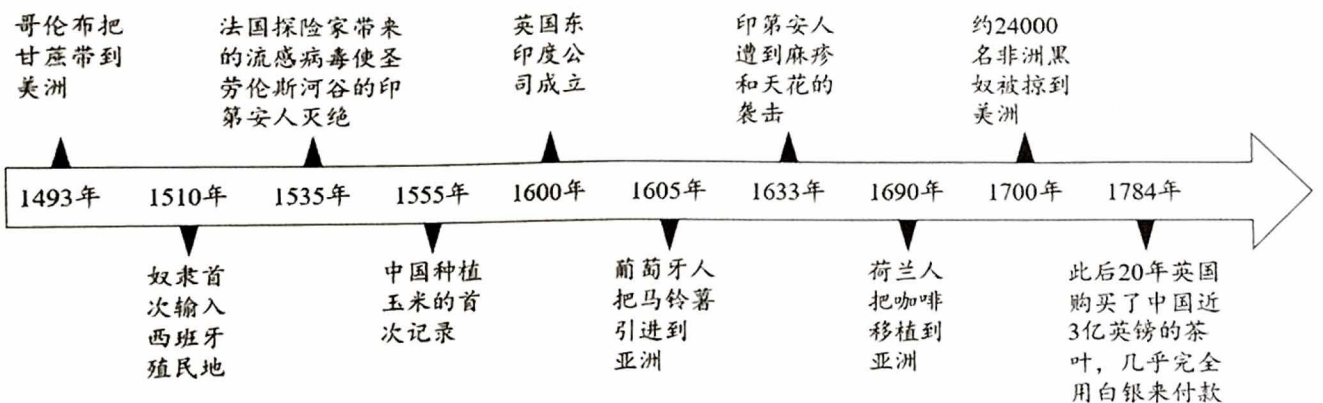 哥伦布把
甘蔗带到
美洲
法国探险家带来
的流感病毒使圣
劳伦斯河谷的印
第安人灭绝
英国东
印度公
司成立
印第安人
遭到麻疹
和天花的
袭击
约24000
名非洲黑
奴被掠到
美洲
1493年 1510年 1535年 1555年 1600年 1605年 1633年 1690年 1700年 1784年
奴隶首
次输入
西班牙
殖民地
中国种植
玉米的首
次记录
葡萄牙人
把马铃薯
引进到
亚洲
荷兰人
把咖啡
移植到
亚洲
此后20年英国
购买了中国近
3亿英镑的茶
叶，几乎完全
用白银来付款